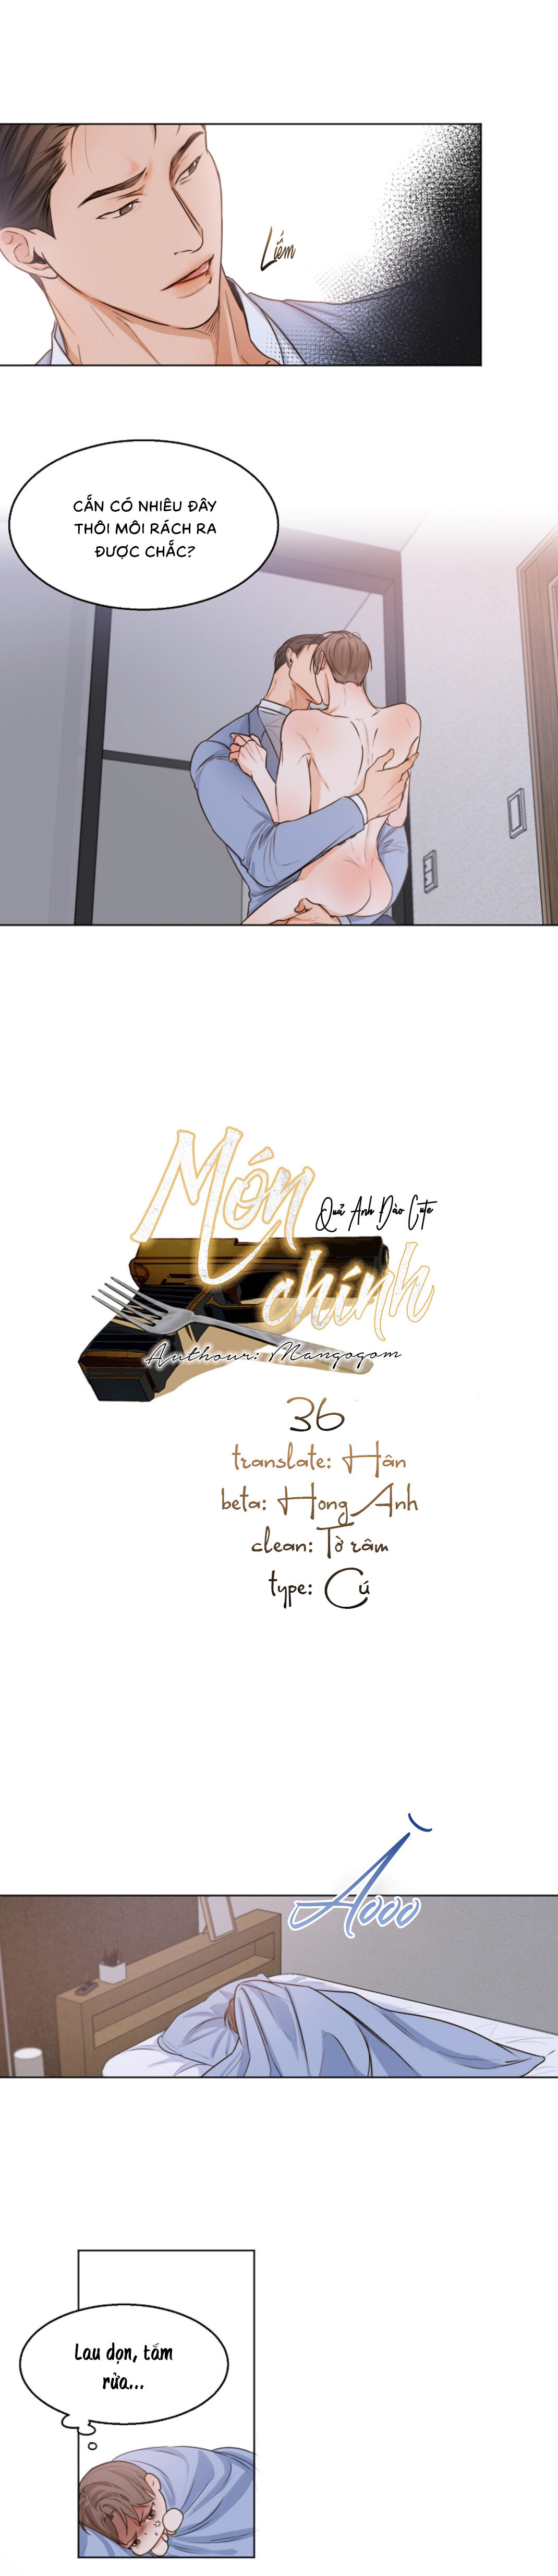 Liếm
CẮN CÓ NHIÊU ĐÂY
THÔI MÔI RÁCH RA
ĐƯỢC CHẮC?
Món
Quả Anh Đào Cute
chính
Authour: Mangogom
36
translate: Hân
beta: Hong Anh
clean: Tờ râm
type: Cú
Àooo
Lau dọn, tắm
rửa...